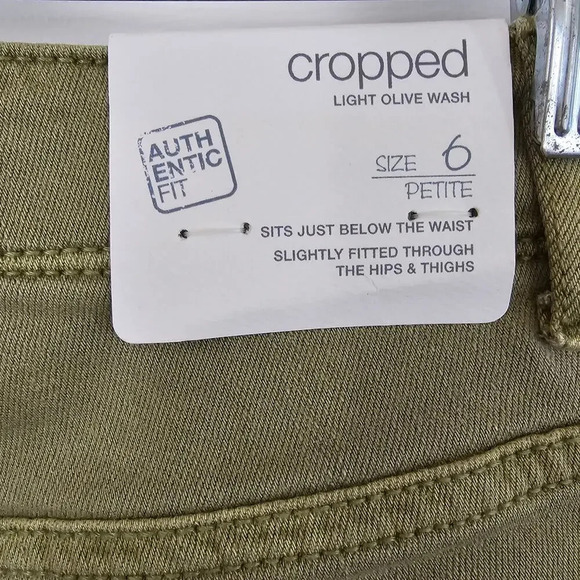 cropped
LIGHT OLIVE WASH
AUTH
ENTIC
FIT
SIZE 6
PETITE
SITS JUST BELOW THE WAIST
SLIGHTLY FITTED THROUGH
THE HIPS & THIGHS